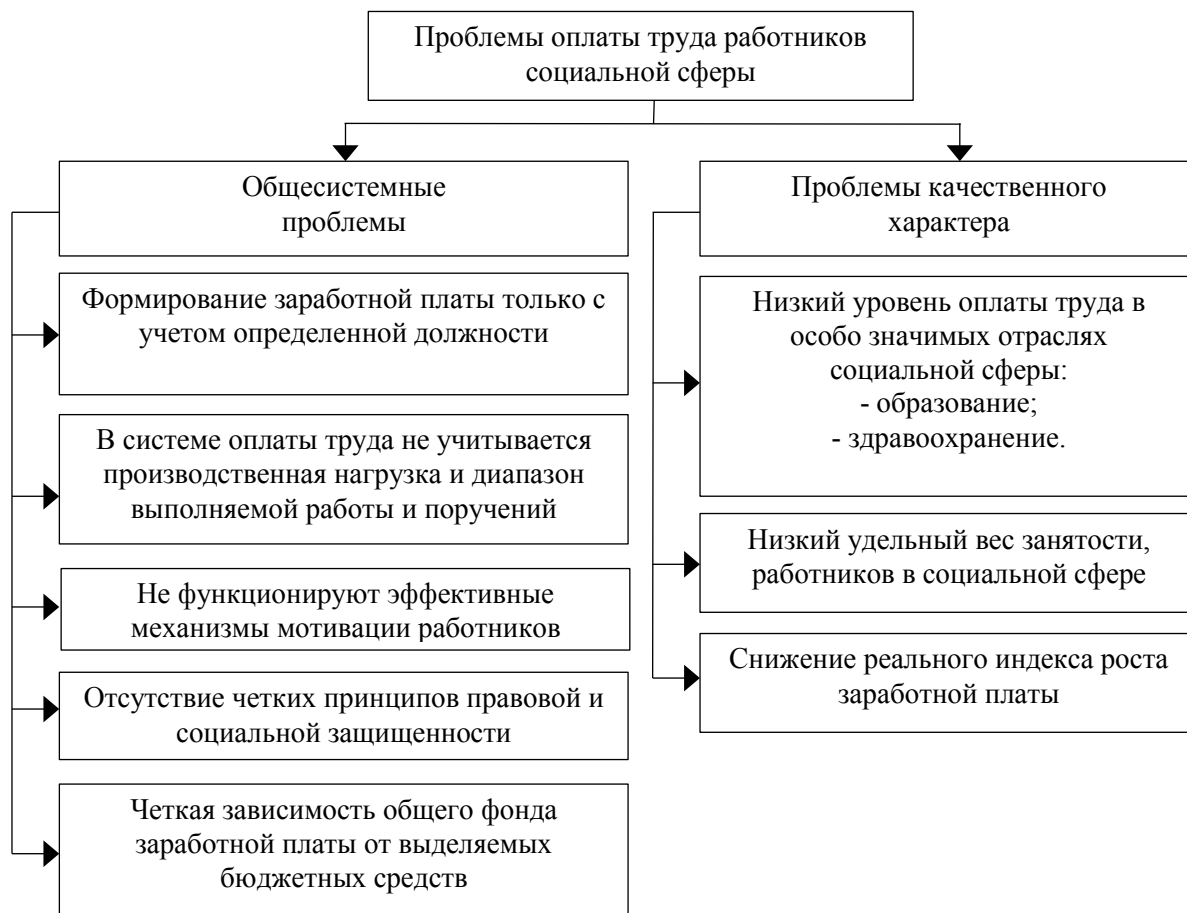 Проблемы оплаты труда работников
социальной сферы
Общесистемные
проблемы
Формирование заработной платы только с
учетом определенной должности
В системе оплаты труда не учитывается
производственная нагрузка и диапазон
выполняемой работы и поручений
Не функционируют эффективные
механизмы мотивации работников
Отсутствие четких принципов правовой и
социальной защищенности
Четкая зависимость общего фонда
заработной платы от выделяемых
бюджетных средств
Проблемы качественного
характера
Низкий уровень оплаты труда в
особо значимых отраслях
социальной сферы:
- образование;
- здравоохранение.
Низкий удельный вес занятости,
работников в социальной сфере
Снижение реального индекса роста
заработной платы